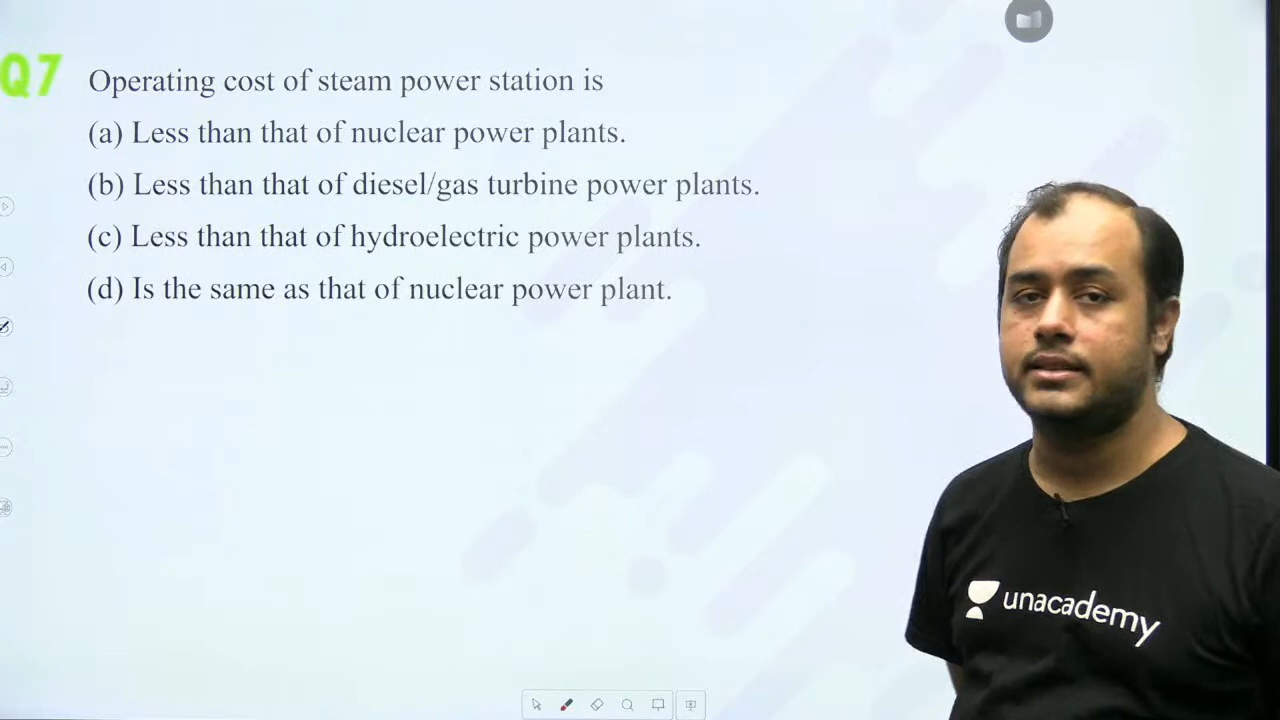 Q7
Operating cost of steam power station is
(a) Less than that of nuclear power plants.
(b) Less than that of diesel/gas turbine power plants.
(c) Less than that of hydroelectric power plants.
(d) Is the same as that of nuclear power plant.
unacademy